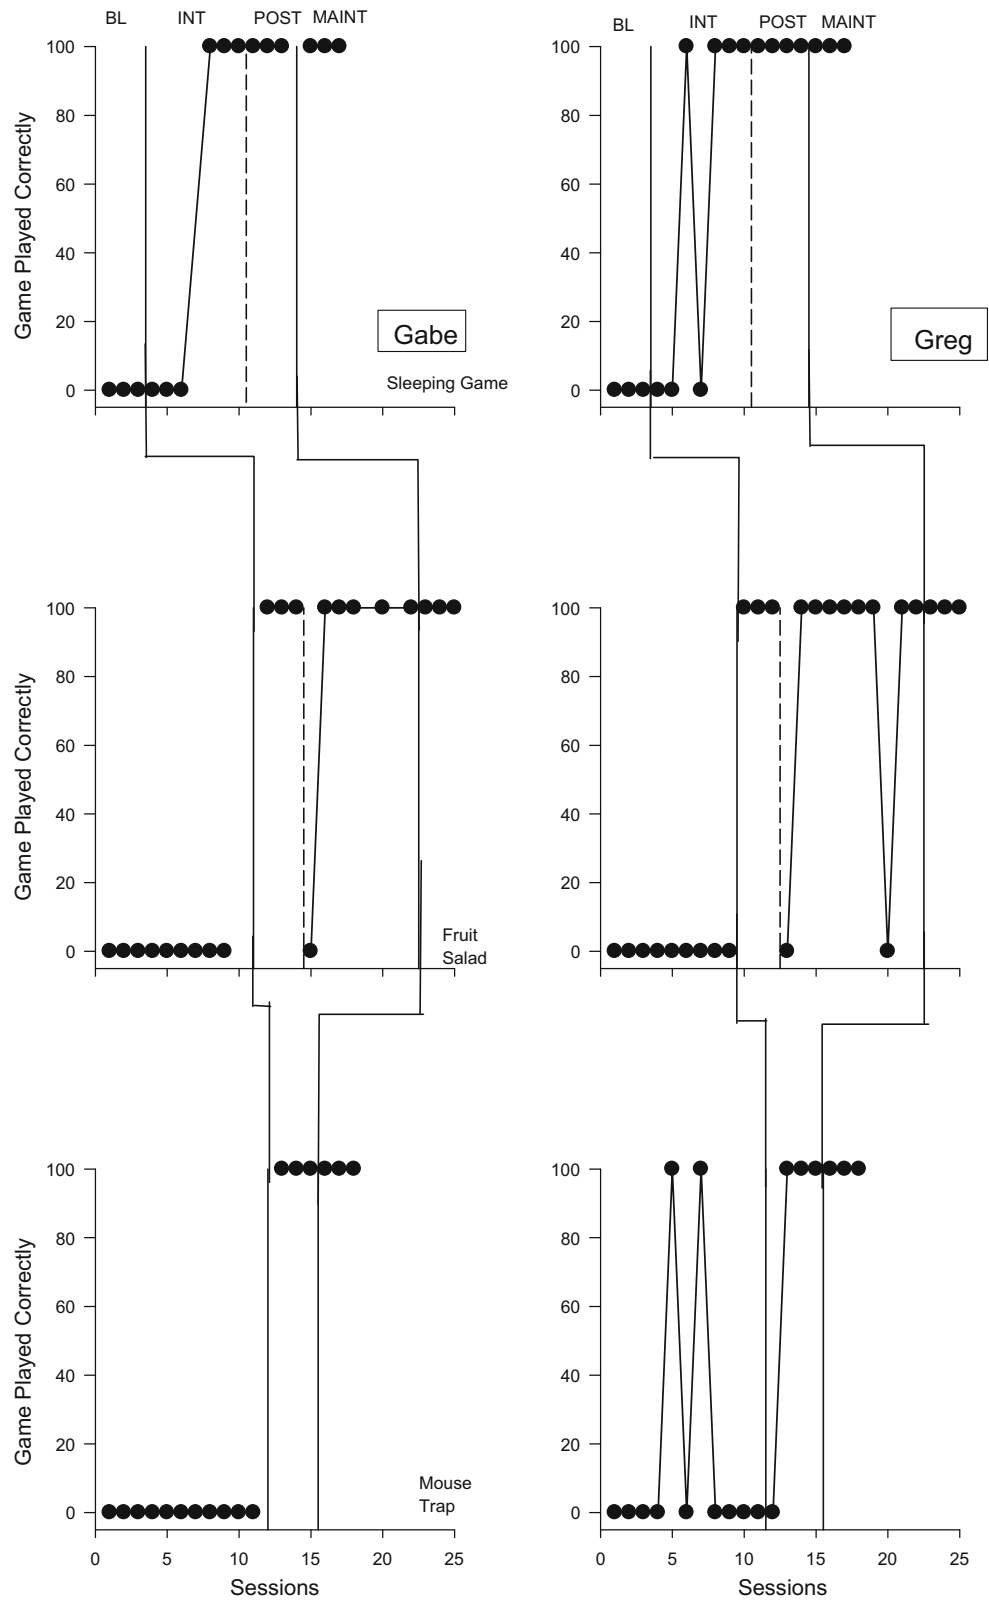 BL INT POST MAINT
BL INT POST MAINT
Game Played Correctly
100
80
60
40
20
0
Gabe
Sleeping Game
100
80
60
40
20
0
Greg
Game Played Correctly
100
80
60
40
20
0
Fruit
Salad
100
80
60
40
20
0
Game Played Correctly
100
80
60
40
20
0
Mouse
Trap
0 5 10 15 20 25
Sessions
100
80
60
40
20
0
0 5 10 15 20 25
Sessions